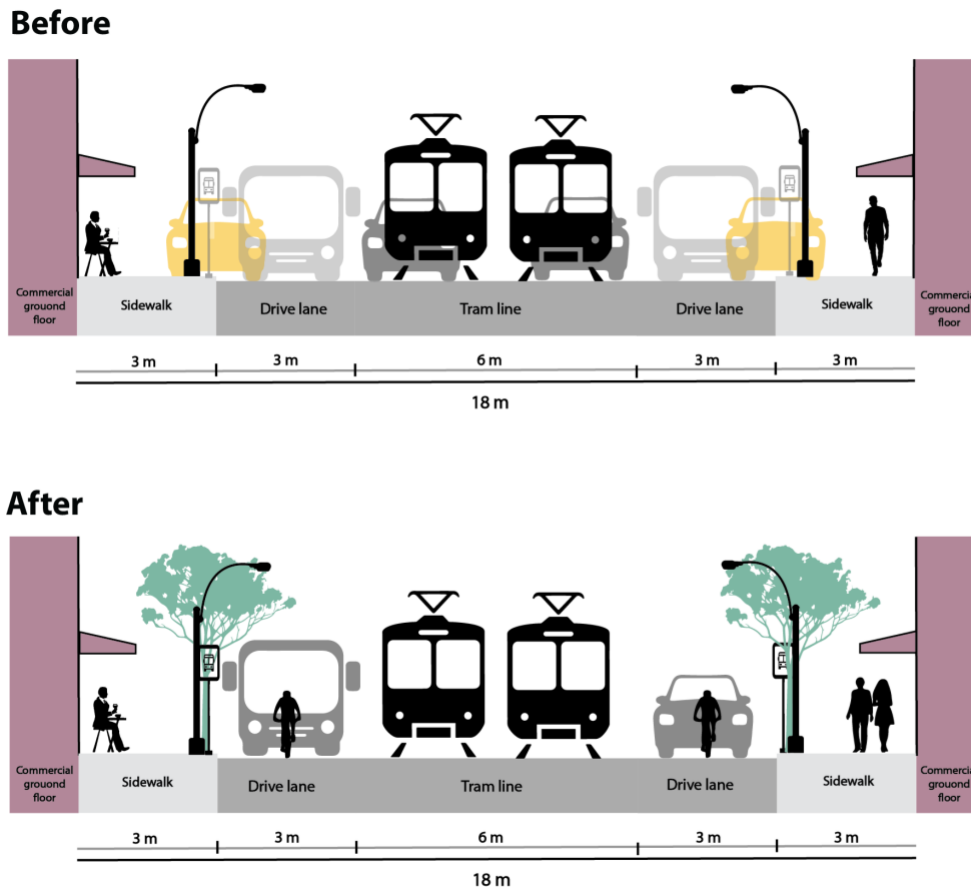 Before
Commercial
grouond
floor
Sidewalk
Drive lane
Tram line
Drive lane
Sidewalk
Commercia
grouond
floor
3 m
3 m
6 m
3 m
3 m
18 m
After
Commercial
grouond
floor
Sidewalk
Drive lane
Tram line
Drive lane
Sidewalk
Commercia
grouond
floor
3 m
3 m
6 m
3 m
3 m
18 m